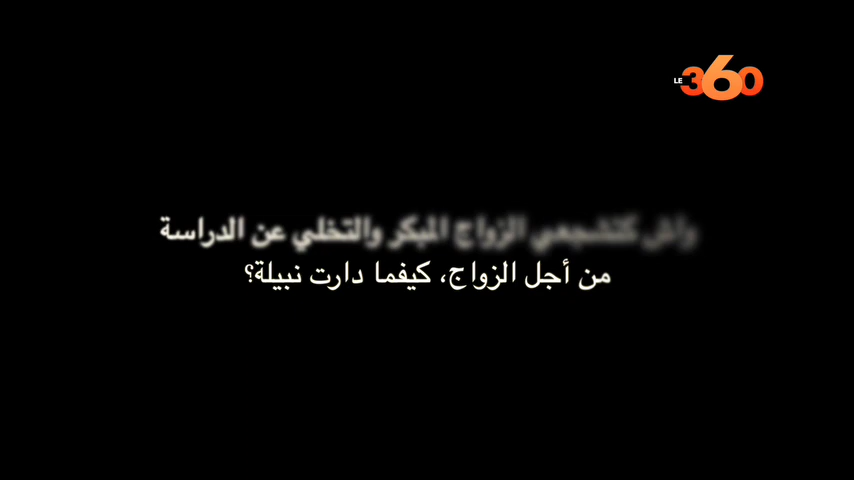 LE 360
واش كتشجعي الزواج المبكر والتخلي عن الدراسة
من أجل الزواج، كيفما دارت نبيلة؟